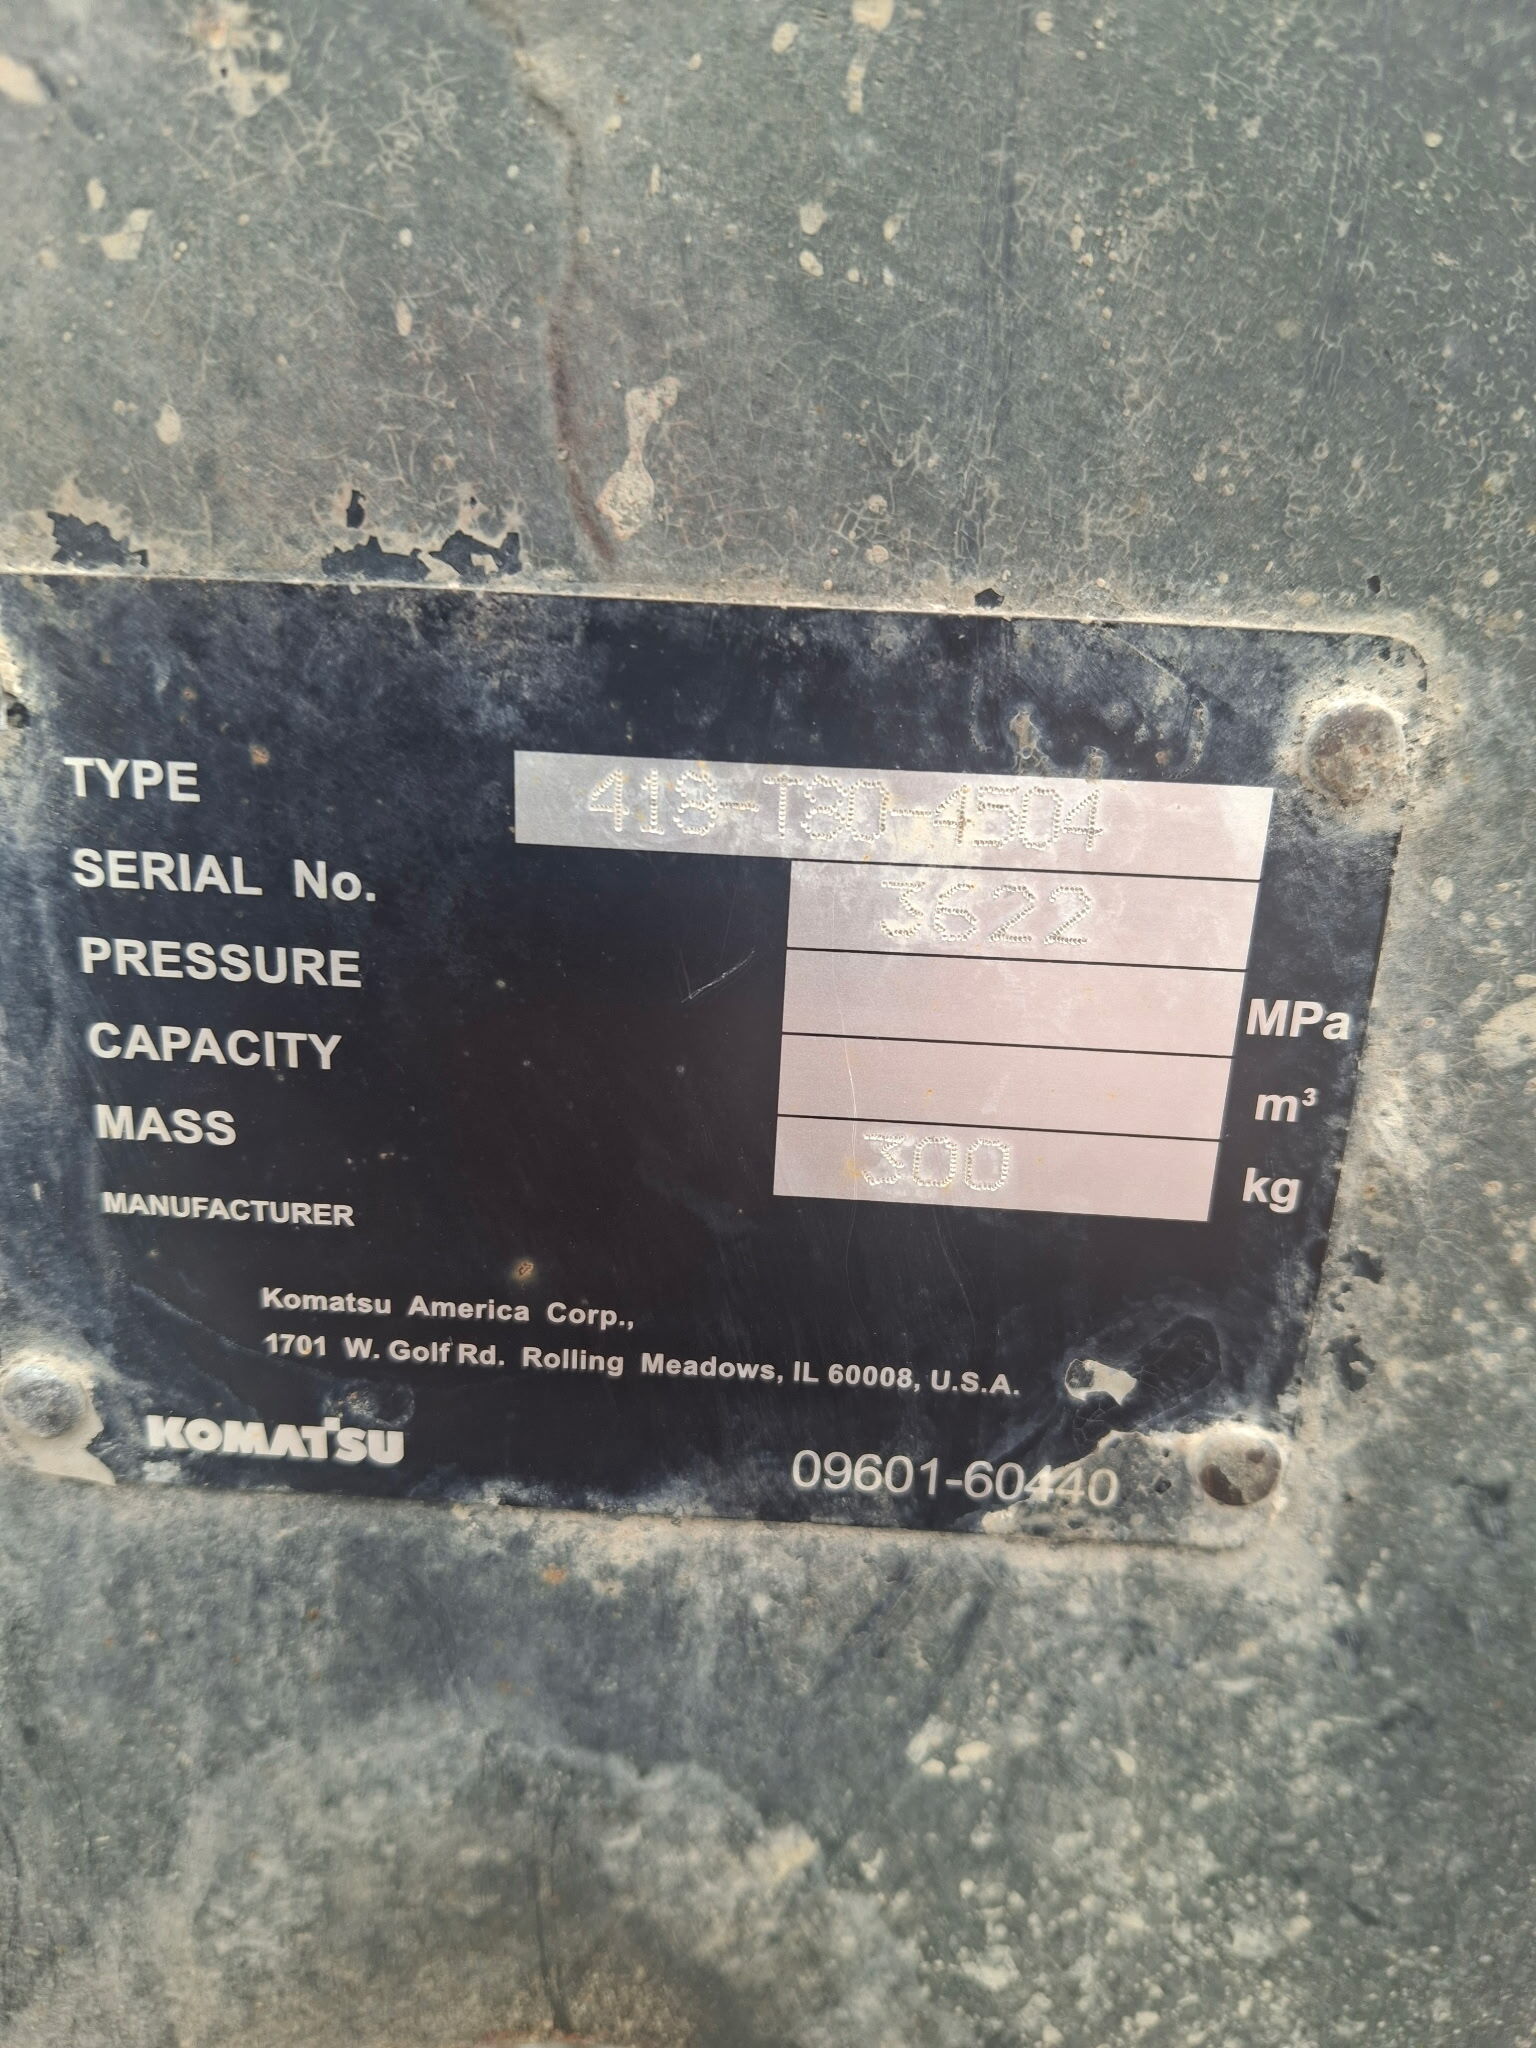 TYPE 418-T80-4504
SERIAL No. 3622
PRESSURE MPa
CAPACITY m³
MASS 300 kg
MANUFACTURER
Komatsu America Corp.,
1701 W. Golf Rd. Rolling Meadows, IL 60008, U.S.A.
KOMATSU 09601-60440